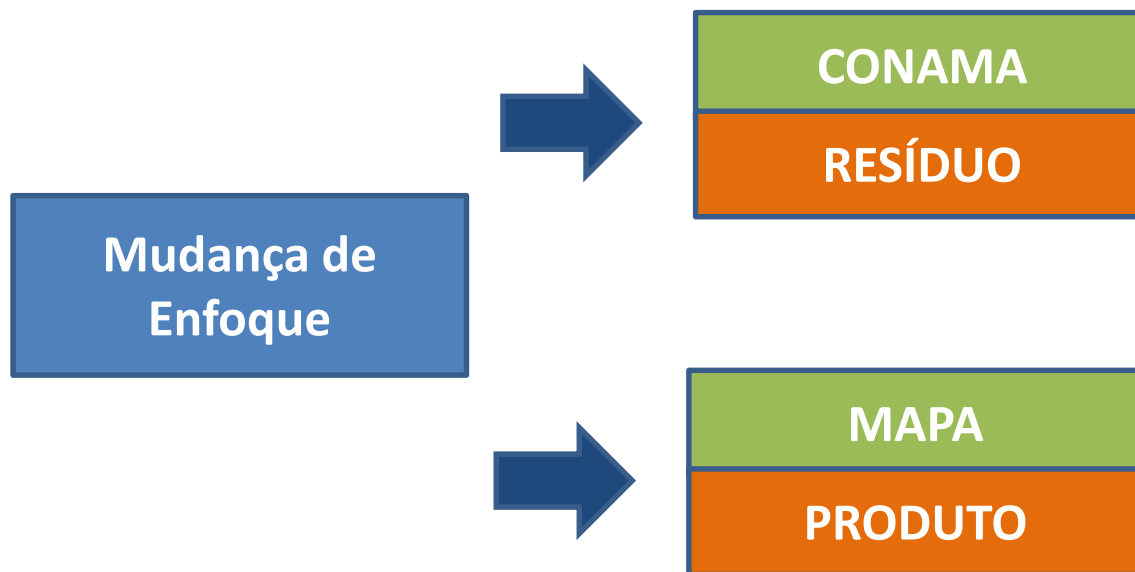 Mudança de
Enfoque
CONAMA
RESÍDUO
MAPA
PRODUTO